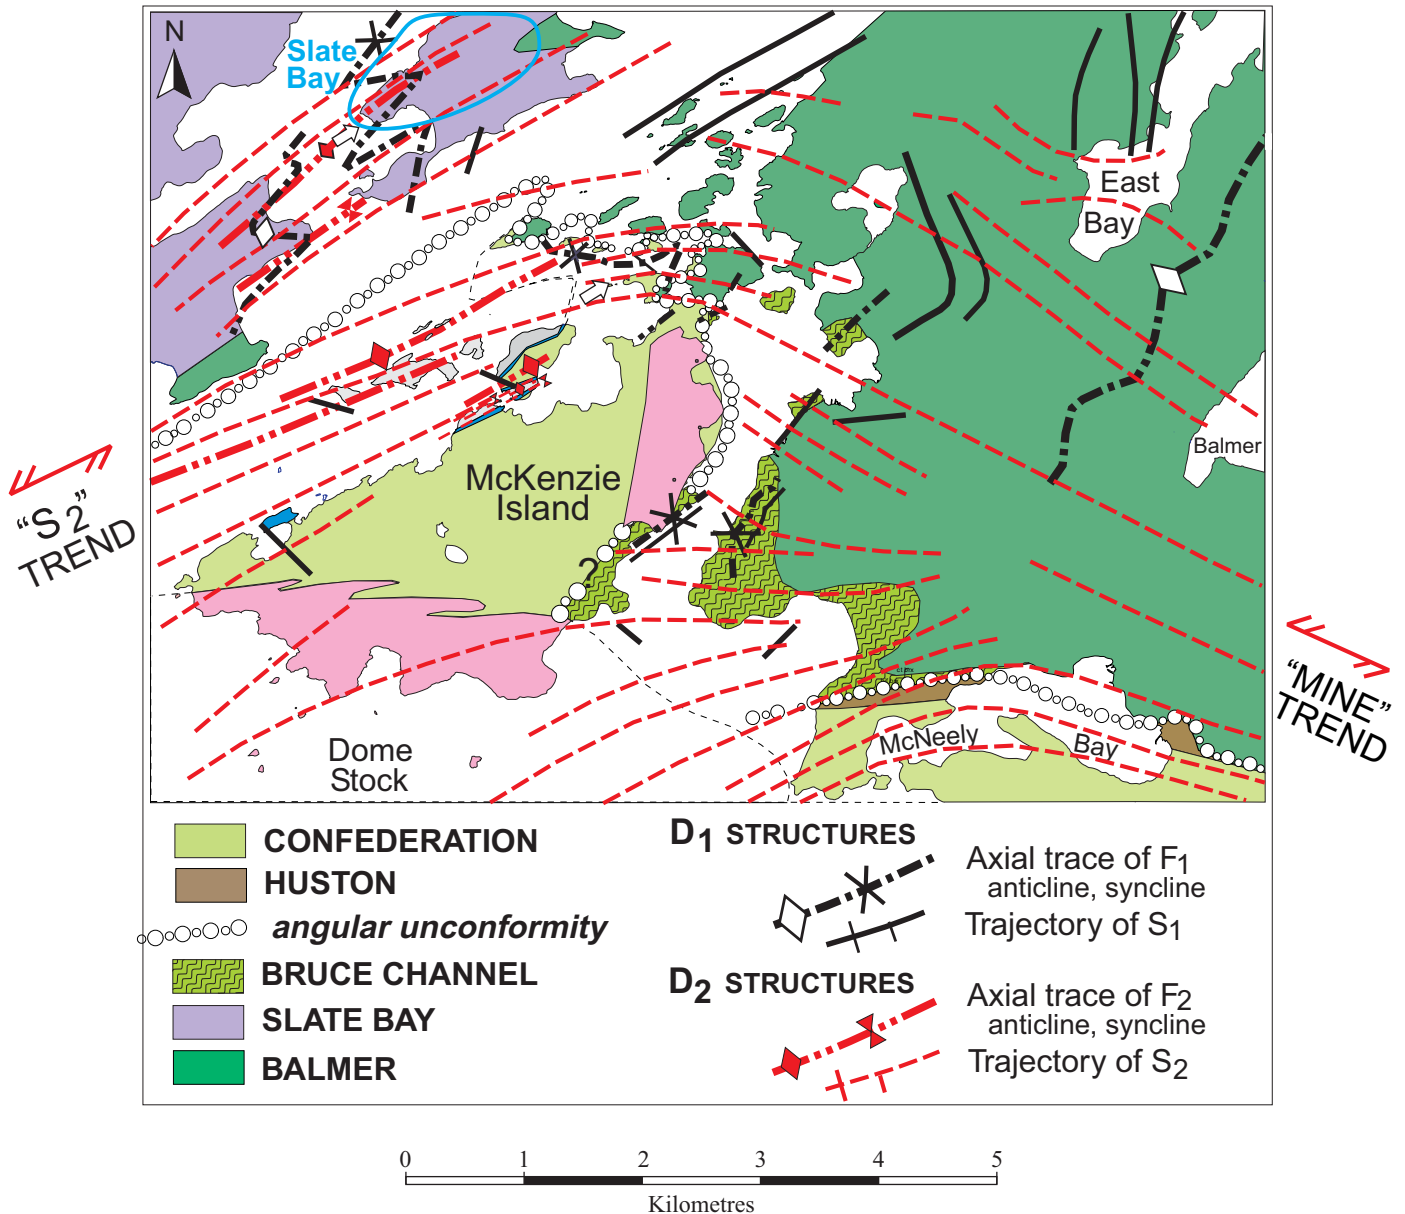 N
Slate
Bay
East
Bay
Balmer
McKenzie
Island
"S2"
TREND
?
"MINE"
TREND
McNeely
Bay
Dome
Stock
CONFEDERATION
HUSTON
angular unconformity
BRUCE CHANNEL
SLATE BAY
BALMER
D1 STRUCTURES
Axial trace of F1
anticline, syncline
Trajectory of S1
D2 STRUCTURES
Axial trace of F2
anticline, syncline
Trajectory of S2
0 1 2 3 4 5
Kilometres